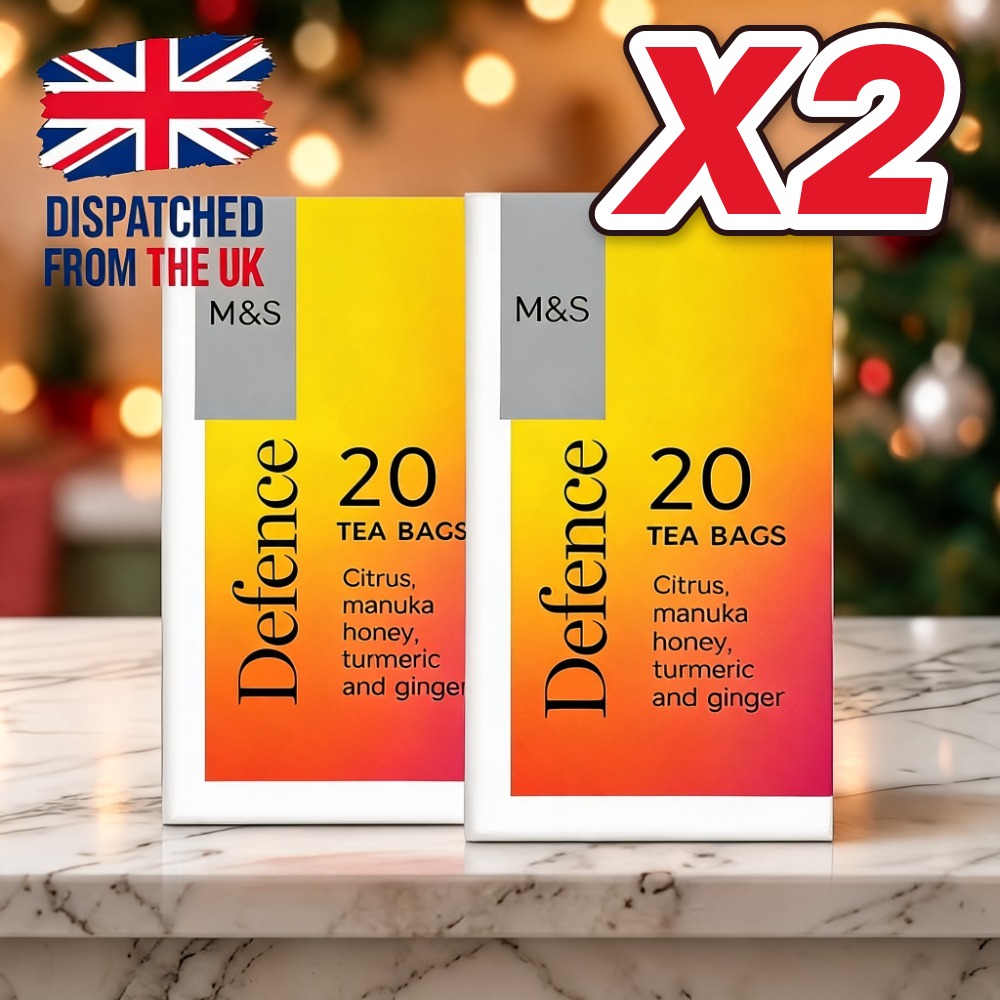 DISPATCHED
FROM THE UK
X2
M&S
Defence
20
TEA BAGS
Citrus,
manuka
honey,
turmeric
and ginger
M&S
Defence
20
TEA BAGS
Citrus,
manuka
honey,
turmeric
and ginger